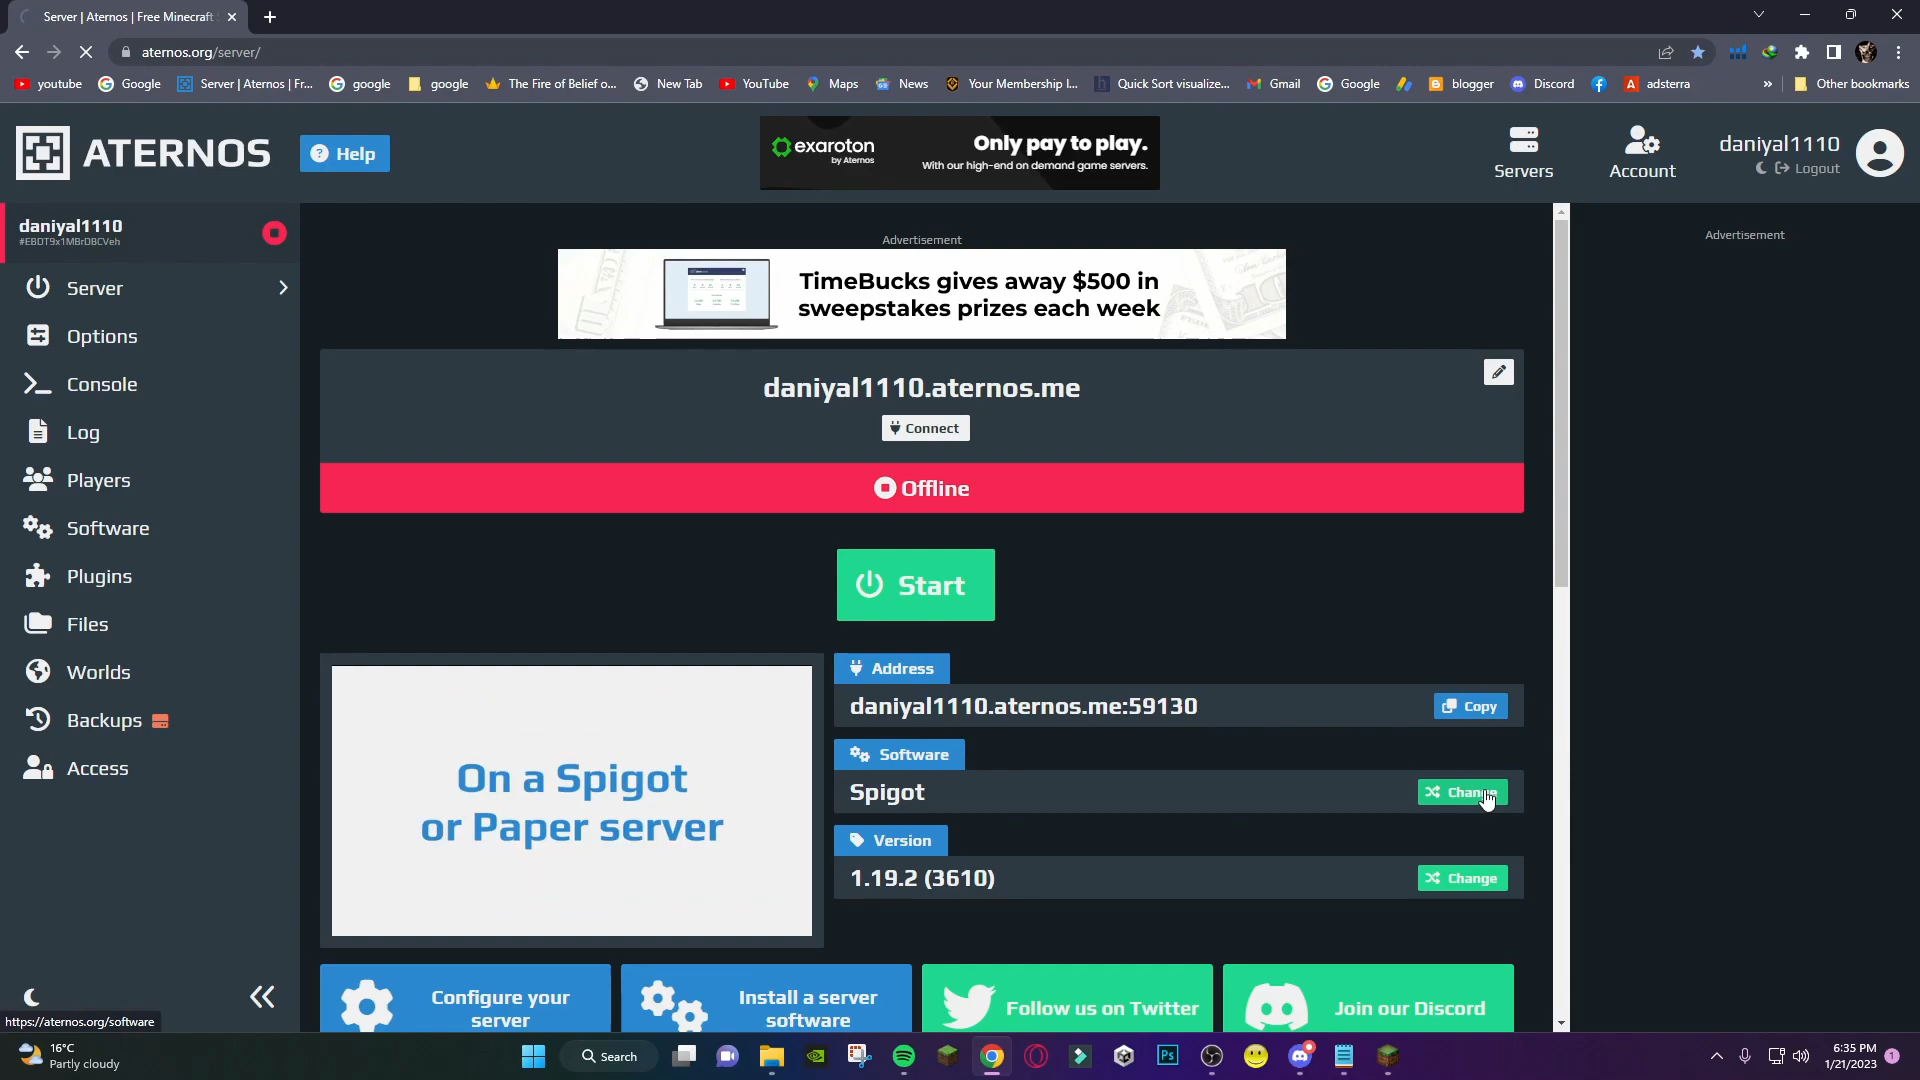 Server | Aternos | Free Minecraft
aternos.org/server/
youtube
Google
Server | Aternos | Fr...
google
google
The Fire of Belief o...
New Tab
YouTube
Maps
News
Your Membership I...
Quick Sort visualize...
Gmail
Google
blogger
Discord
adsterra
Other bookmarks
ATERNOS
Help
exaroton
by Aternos
Only pay to play.
With our high-end on demand game servers.
Servers
Account
daniyal1110
Logout
daniyal1110
#EBDT9x1MBrDBCVeh
Server
Options
Console
Log
Players
Software
Plugins
Files
Worlds
Backups
Access
Advertisement
TimeBucks gives away $500 in
sweepstakes prizes each week
Advertisement
daniyal1110.aternos.me
Connect
Offline
Start
On a Spigot
or Paper server
Address
daniyal1110.aternos.me:59130
Copy
Software
Spigot
Change
Version
1.19.2 (3610)
Change
Configure your
server
Install a server
software
Follow us on Twitter
Join our Discord
https://aternos.org/software
16°C
Partly cloudy
Search
Ps
6:35 PM
1/21/2023
1